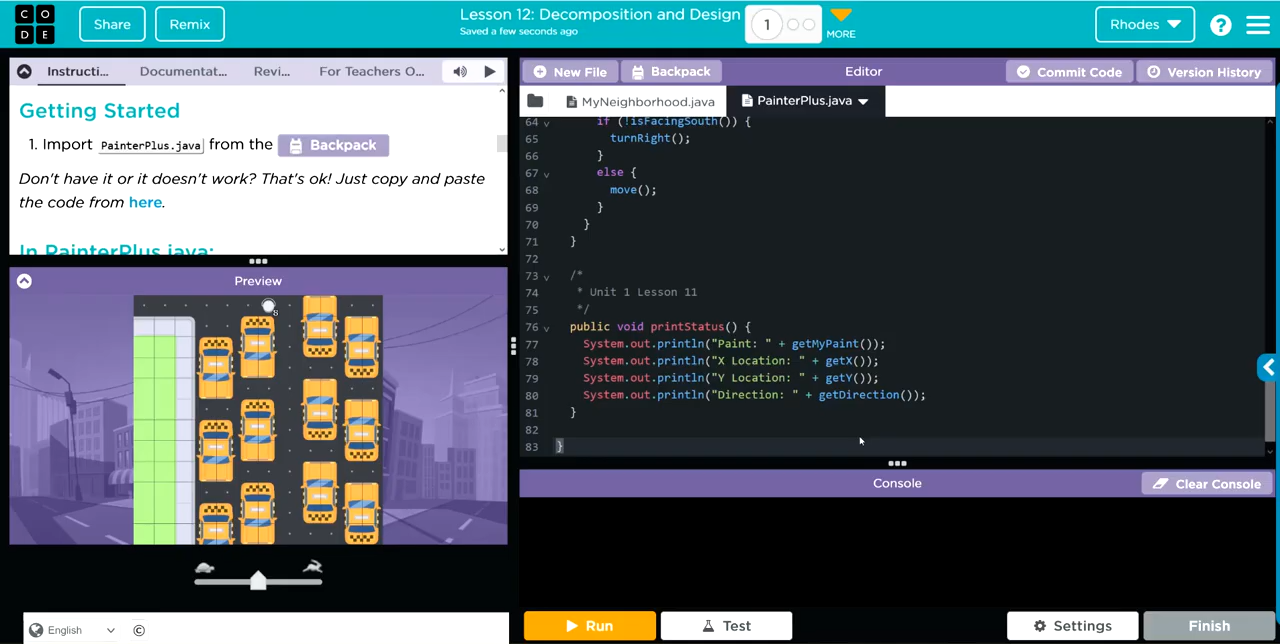 C O
D E
Share
Remix
Lesson 12: Decomposition and Design
Saved a few seconds ago
1
MORE
Rhodes
?
Instructi...
Documentat...
Revi...
For Teachers O...
Getting Started
1. Import PainterPlus.java from the Backpack
Don't have it or it doesn't work? That's ok! Just copy and paste
the code from here.
In PainterPlus.java:
Preview
8
English
©
New File
Backpack
Editor
Commit Code
Version History
MyNeighborhood.java
PainterPlus.java
64 if (!isFacingSouth()) {
65 turnRight();
66 }
67 else {
68 move();
69 }
70 }
71 }
72
73 /*
74 * Unit 1 Lesson 11
75 */
76 public void printStatus() {
77 System.out.println("Paint: " + getMyPaint());
78 System.out.println("X Location: " + getX());
79 System.out.println("Y Location: " + getY());
80 System.out.println("Direction: " + getDirection());
81 }
82
83 }
Console
Clear Console
Run
Test
Settings
Finish